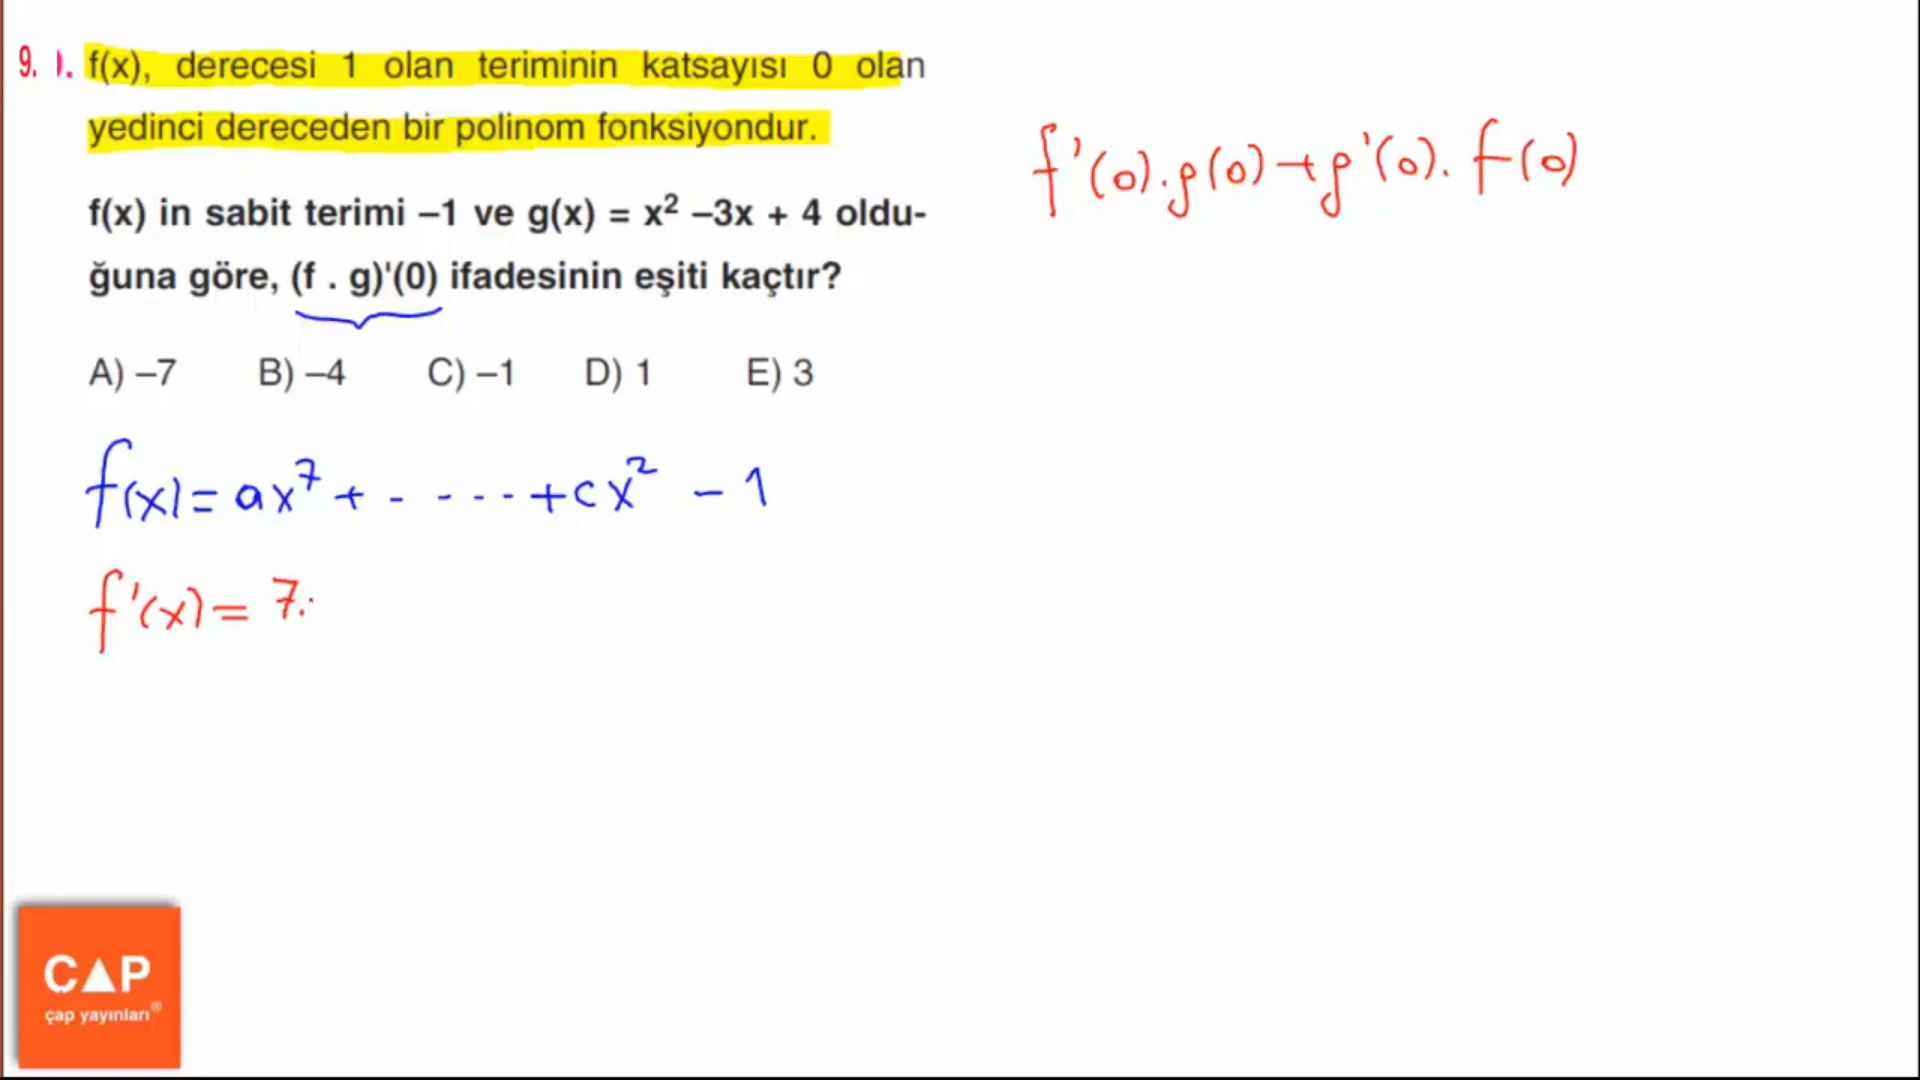 9. 1. f(x), derecesi 1 olan teriminin katsayısı 0 olan
yedinci dereceden bir polinom fonksiyondur.
f(x) in sabit terimi –1 ve g(x) = x² –3x + 4 oldu-
ğuna göre, (f . g)'(0) ifadesinin eşiti kaçtır?
A) –7 B) –4 C) –1 D) 1 E) 3
f'(0).g(0)+g'(0).f(0)
f(x)=ax⁷+- ----+cx² -1
f'(x)= 7.
CAP
çap yayınları®